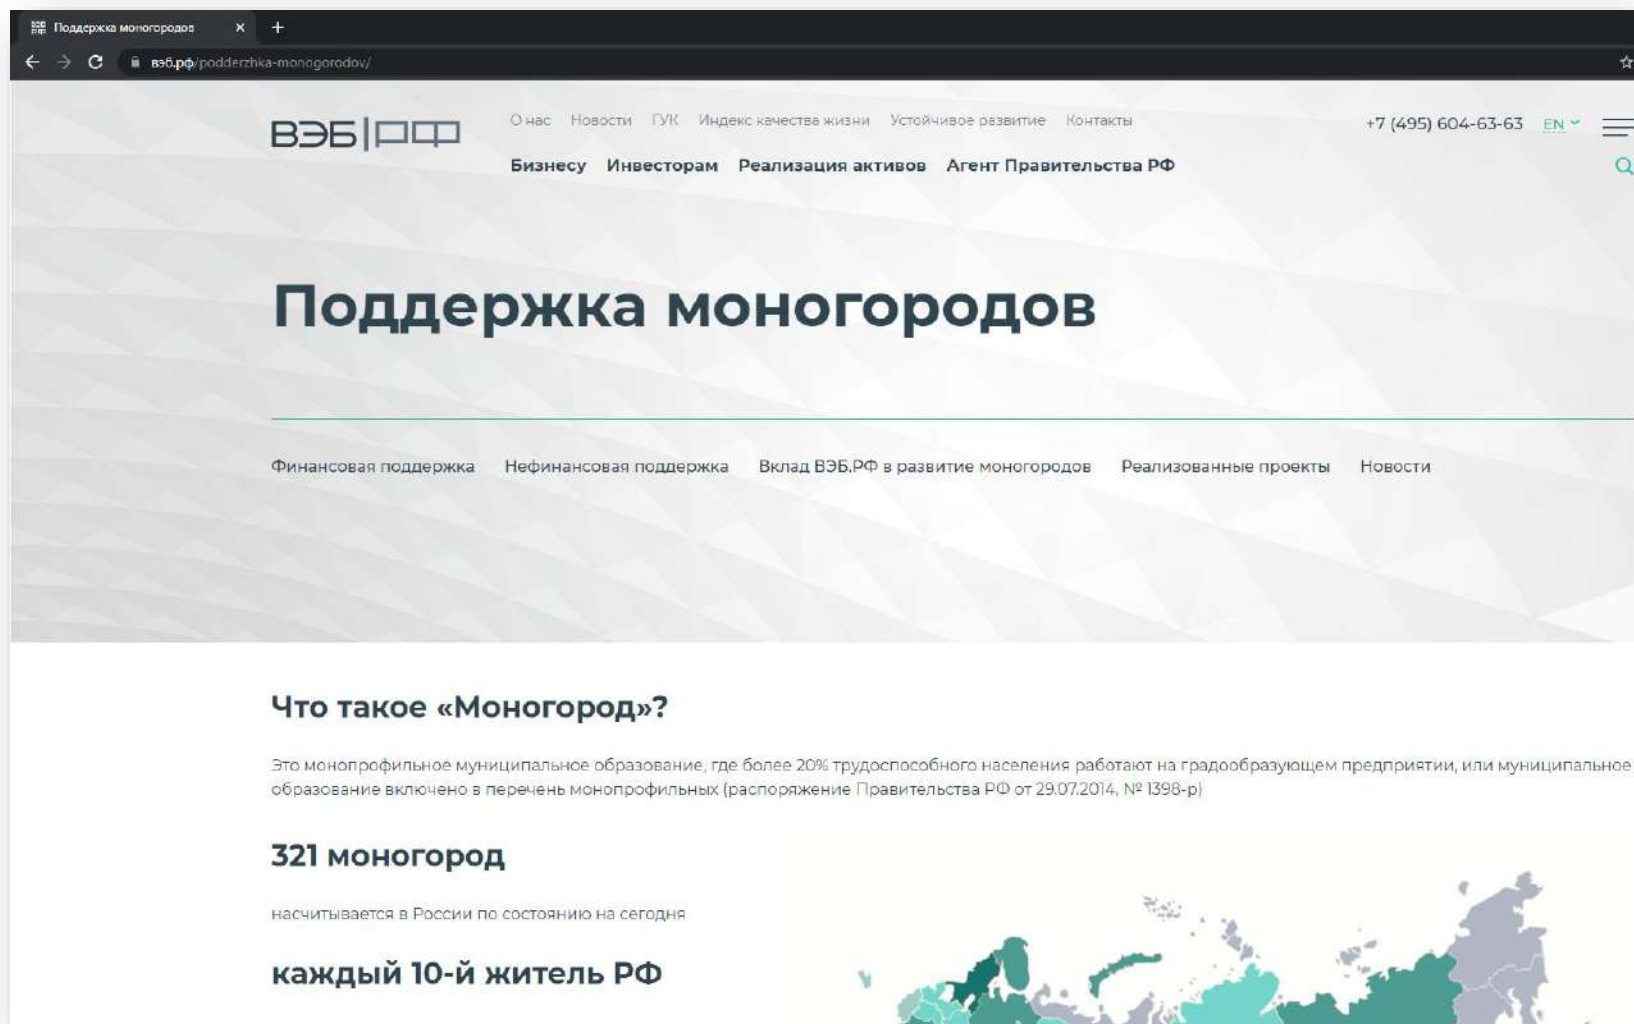 Поддержка моногородов
вэб.рф/podderzhka-monogorodov/
ВЭБ|РФ
О нас Новости ГУК Индекс качества жизни Устойчивое развитие Контакты
+7 (495) 604-63-63 EN
Бизнесу Инвесторам Реализация активов Агент Правительства РФ
Поддержка моногородов
Финансовая поддержка Нефинансовая поддержка Вклад ВЭБ.РФ в развитие моногородов Реализованные проекты Новости
Что такое «Моногород»?
Это монопрофильное муниципальное образование, где более 20% трудоспособного населения работают на градообразующем предприятии, или муниципальное
образование включено в перечень монопрофильных (распоряжение Правительства РФ от 29.07.2014, № 1398-р)
321 моногород
насчитывается в России по состоянию на сегодня
каждый 10-й житель РФ